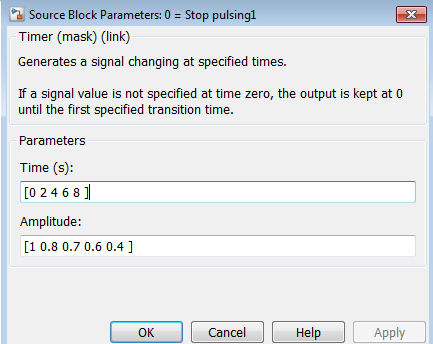 Source Block Parameters: 0 = Stop pulsing1
Timer (mask) (link)
Generates a signal changing at specified times.
If a signal value is not specified at time zero, the output is kept at 0
until the first specified transition time.
Parameters
Time (s):
[0 2 4 6 8 ]
Amplitude:
[1 0.8 0.7 0.6 0.4 ]
OK Cancel Help Apply